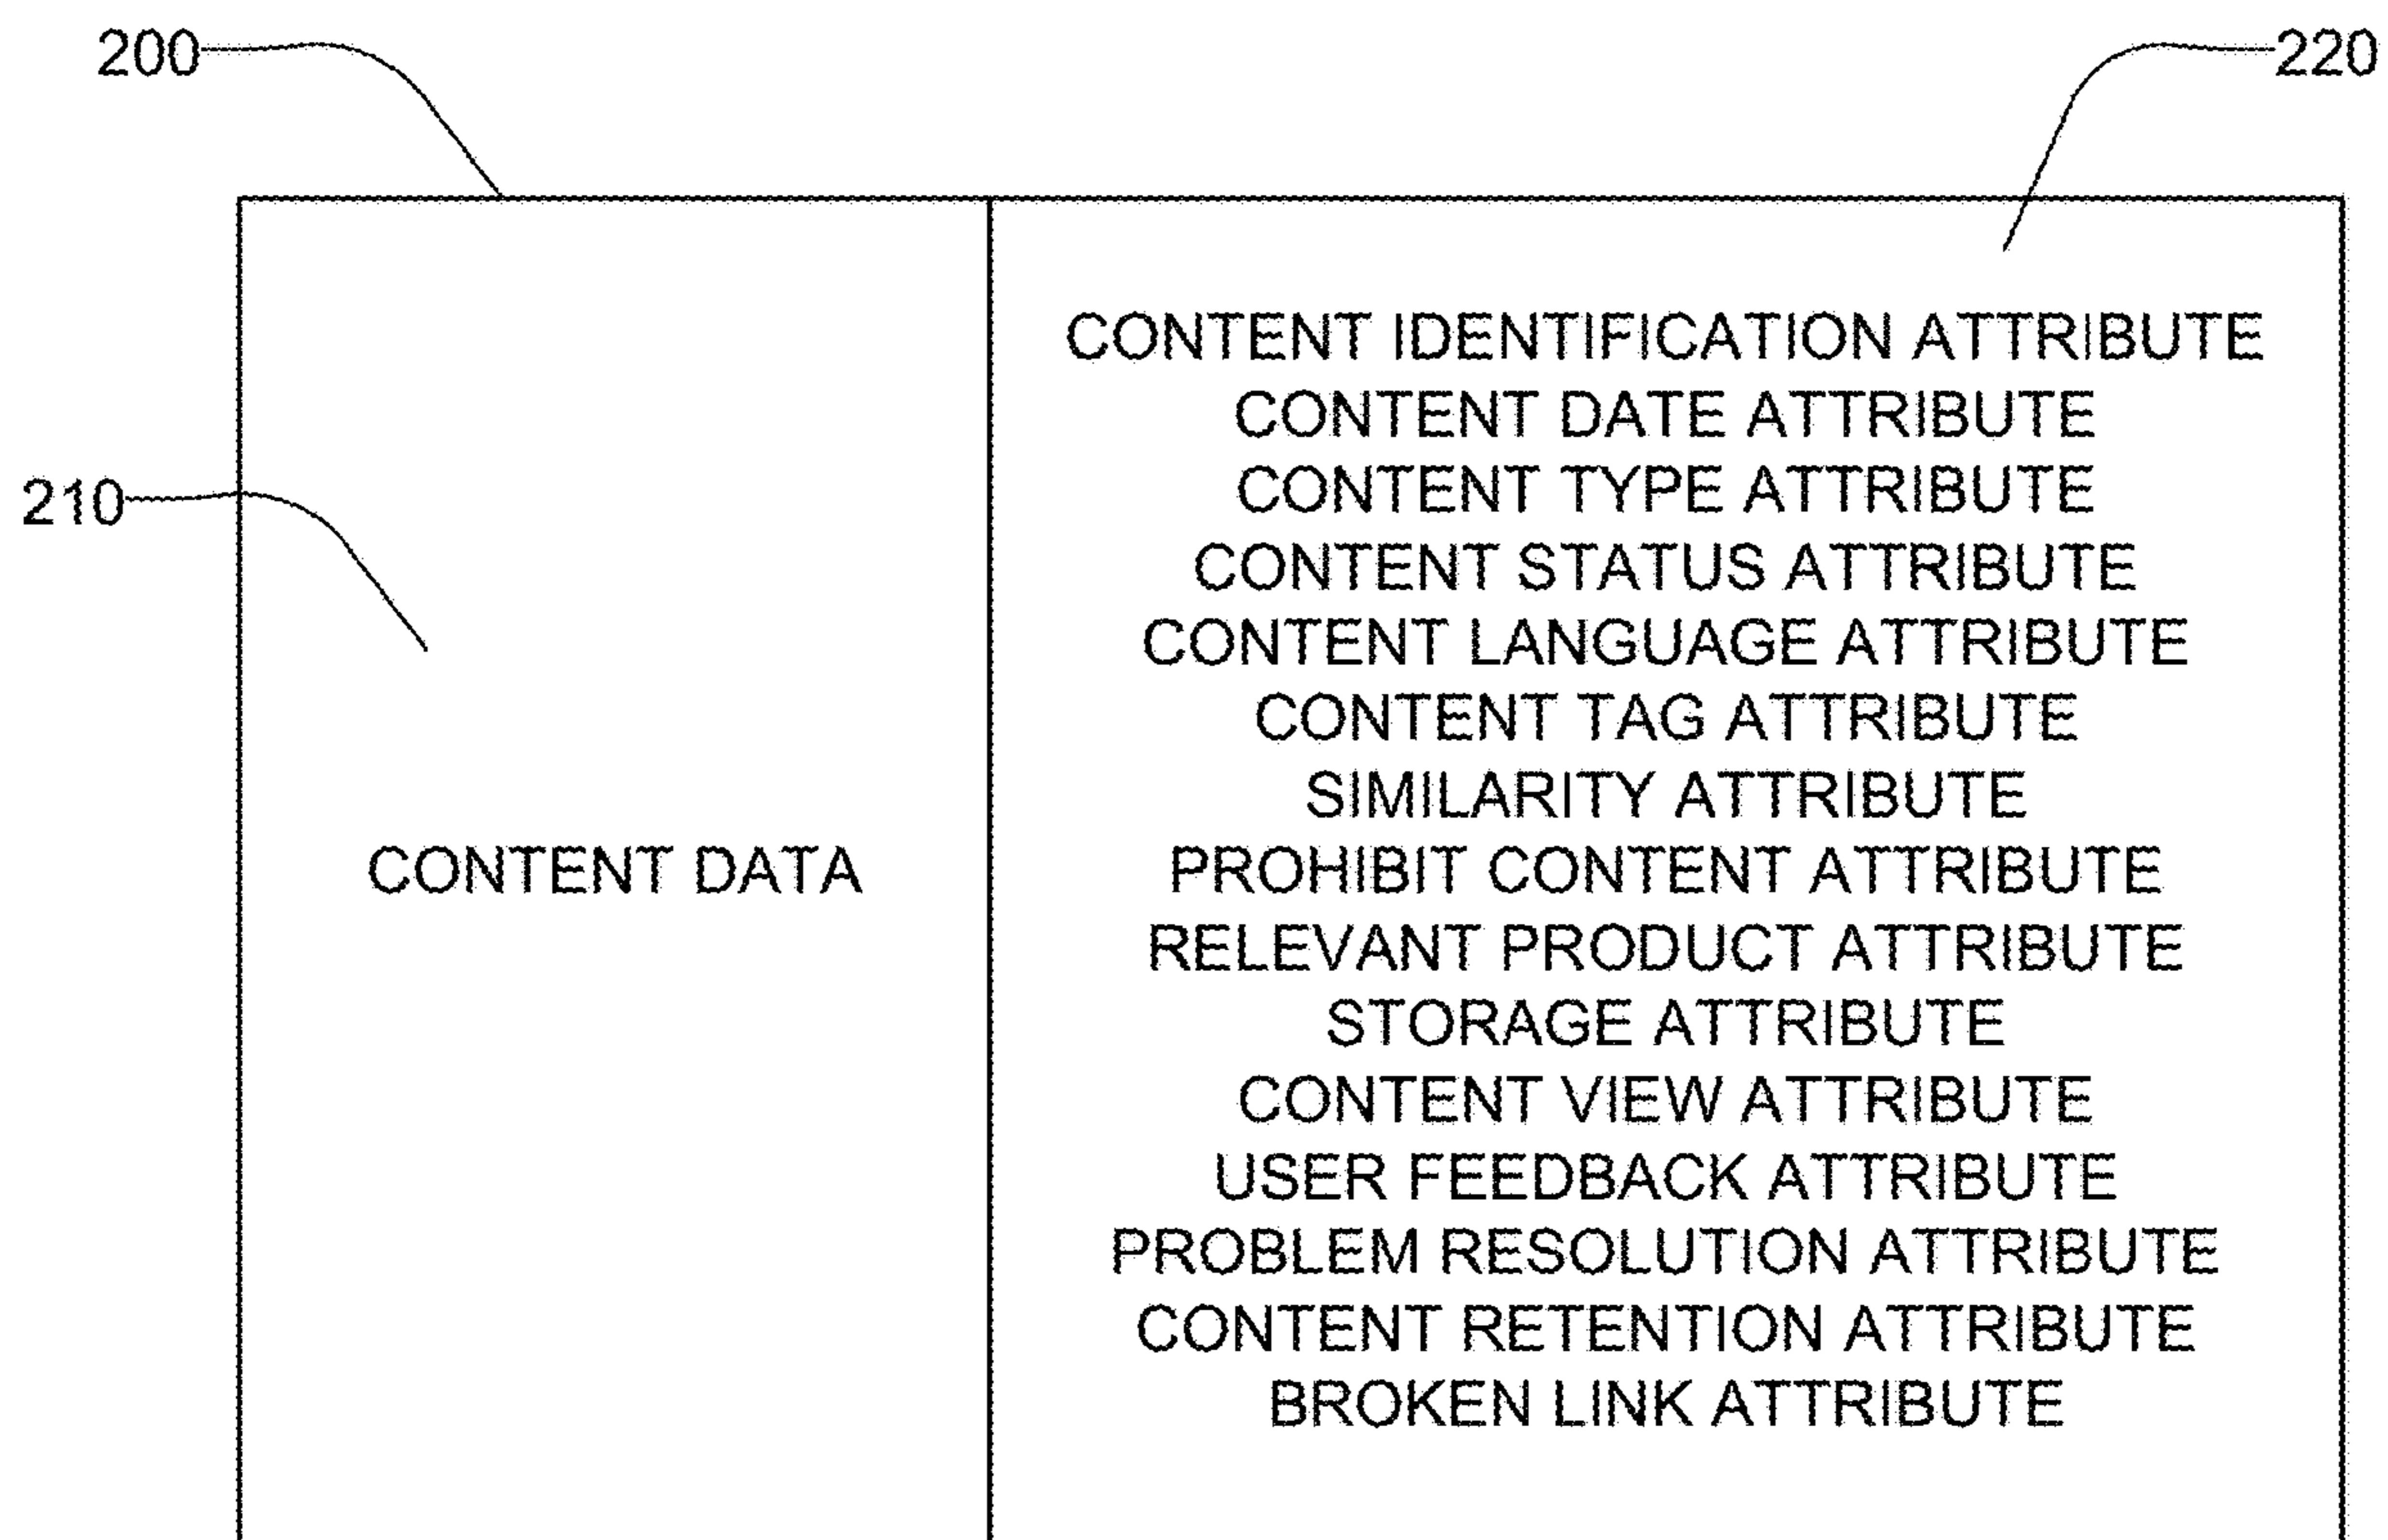 200
220
CONTENT IDENTIFICATION ATTRIBUTE
CONTENT DATE ATTRIBUTE
CONTENT TYPE ATTRIBUTE
210
CONTENT STATUS ATTRIBUTE
CONTENT LANGUAGE ATTRIBUTE
CONTENT TAG ATTRIBUTE
SIMILARITY ATTRIBUTE
CONTENT DATA
PROHIBIT CONTENT ATTRIBUTE
RELEVANT PRODUCT ATTRIBUTE
STORAGE ATTRIBUTE
CONTENT VIEW ATTRIBUTE
USER FEEDBACK ATTRIBUTE
PROBLEM RESOLUTION ATTRIBUTE
CONTENT RETENTION ATTRIBUTE
BROKEN LINK ATTRIBUTE